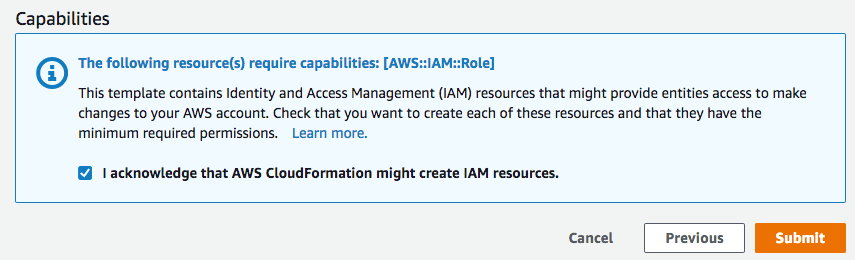 Capabilities
The following resource(s) require capabilities: [AWS::IAM::Role]
This template contains Identity and Access Management (IAM) resources that might provide entities access to make
changes to your AWS account. Check that you want to create each of these resources and that they have the
minimum required permissions. Learn more.
I acknowledge that AWS CloudFormation might create IAM resources.
Cancel Previous Submit